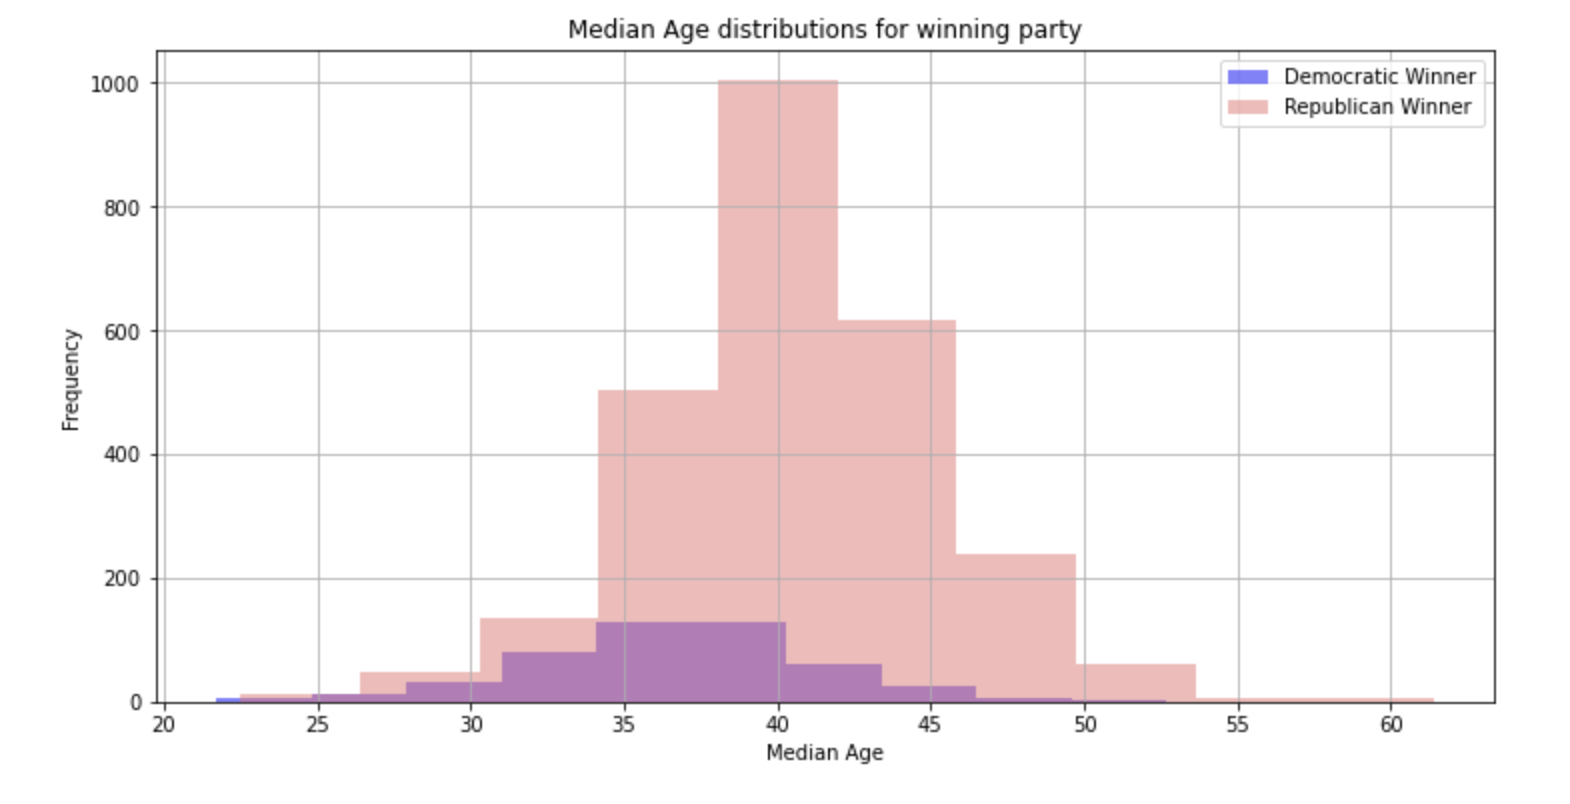 Median Age distributions for winning party
Democratic Winner
Republican Winner
1000
800
600
400
200
0
Frequency
20 25 30 35 40 45 50 55 60
Median Age